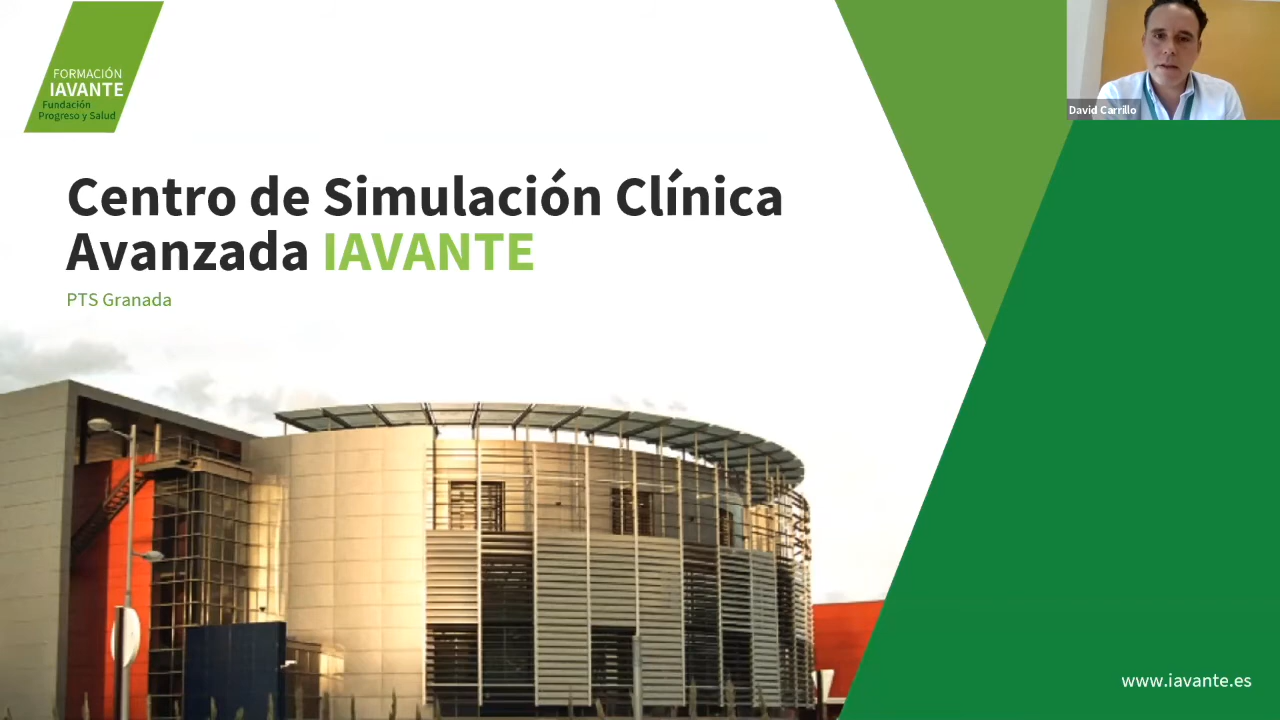 FORMACIÓN
IAVANTE
Fundación
Progreso y Salud
David Carrillo
Centro de Simulación Clínica
Avanzada IAVANTE
PTS Granada
www.iavante.es